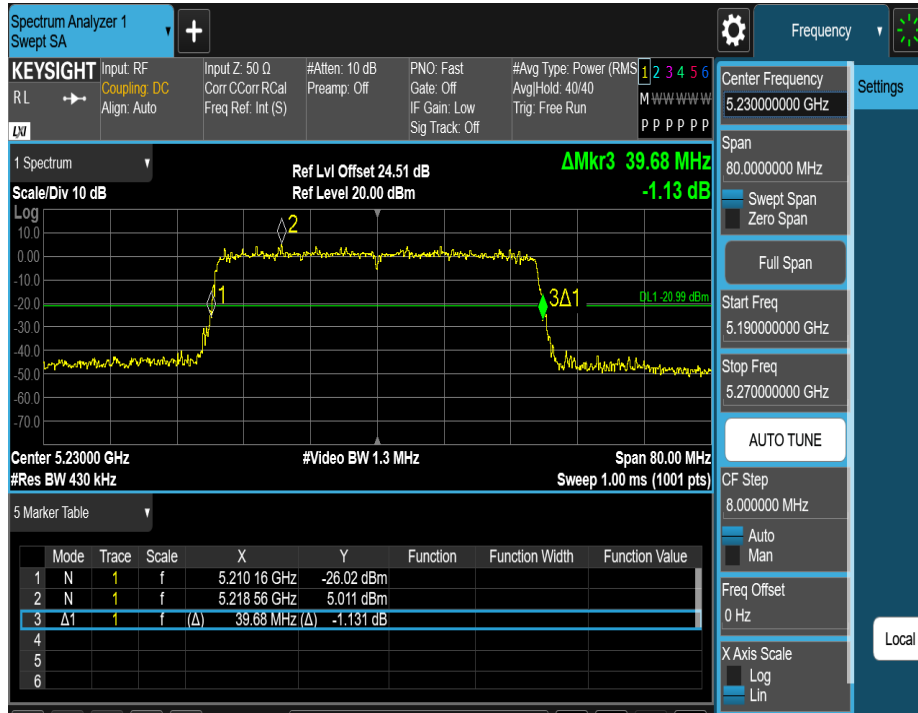 Spectrum Analyzer 1
Swept SA
+
Frequency
KEYSIGHT
R L
LXI
Input: RF
Coupling: DC
Align: Auto
Input Z: 50 Ω
Corr CCorr RCal
Freq Ref: Int (S)
#Atten: 10 dB
Preamp: Off
PNO: Fast
Gate: Off
IF Gain: Low
Sig Track: Off
#Avg Type: Power (RMS
Avg|Hold: 40/40
Trig: Free Run
1 2 3 4 5 6
M W W W W W
P P P P P P
1 Spectrum
Scale/Div 10 dB
Ref Lvl Offset 24.51 dB
Ref Level 20.00 dBm
ΔMkr3 39.68 MHz
-1.13 dB
Log
10.0
0.00
-10.0
-20.0
-30.0
-40.0
-50.0
-60.0
-70.0
2
1
3Δ1
DL1 -20.99 dBm
Center 5.23000 GHz
#Video BW 1.3 MHz
Span 80.00 MHz
#Res BW 430 kHz
Sweep 1.00 ms (1001 pts)
5 Marker Table
Mode Trace Scale X Y Function Function Width Function Value
1 N 1 f 5.210 16 GHz -26.02 dBm
2 N 1 f 5.218 56 GHz 5.011 dBm
3 Δ1 1 f (Δ) 39.68 MHz (Δ) -1.131 dB
4
5
6
Center Frequency
5.230000000 GHz
Settings
Span
80.0000000 MHz
Swept Span
Zero Span
Full Span
Start Freq
5.190000000 GHz
Stop Freq
5.270000000 GHz
AUTO TUNE
CF Step
8.000000 MHz
Auto
Man
Freq Offset
0 Hz
Local
X Axis Scale
Log
Lin